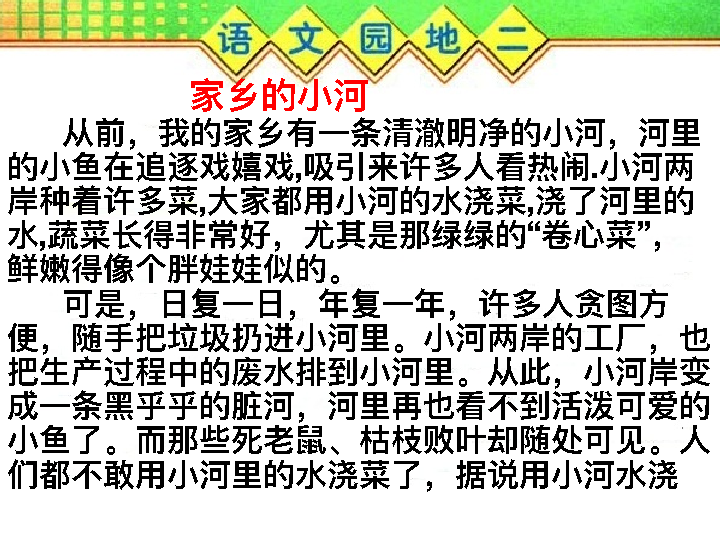 语文园地二
家乡的小河
从前，我的家乡有一条清澈明净的小河，河里
的小鱼在追逐戏嬉戏,吸引来许多人看热闹.小河两
岸种着许多菜,大家都用小河的水浇菜,浇了河里的
水,蔬菜长得非常好，尤其是那绿绿的“卷心菜”，
鲜嫩得像个胖娃娃似的。
可是，日复一日，年复一年，许多人贪图方
便，随手把垃圾扔进小河里。小河两岸的工厂，也
把生产过程中的废水排到小河里。从此，小河岸变
成一条黑乎乎的脏河，河里再也看不到活泼可爱的
小鱼了。而那些死老鼠、枯枝败叶却随处可见。人
们都不敢用小河里的水浇菜了，据说用小河水浇